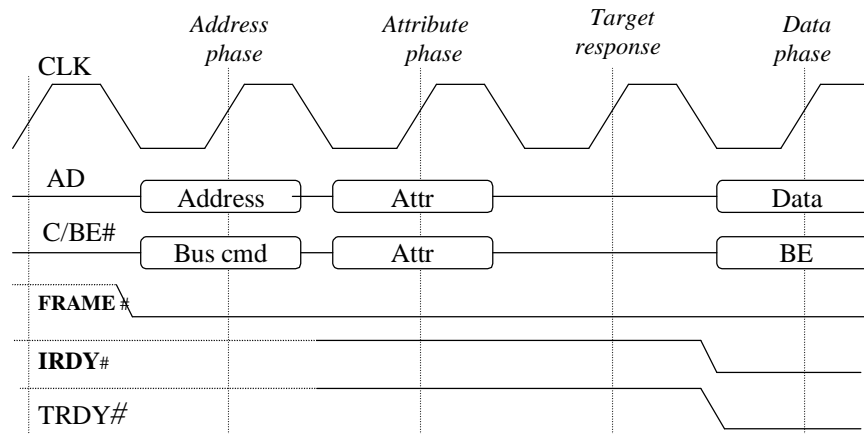 Address
phase
Attribute
phase
Target
response
Data
phase
CLK
AD
Address
Attr
Data
C/BE#
Bus cmd
Attr
BE
FRAME #
IRDY#
TRDY#